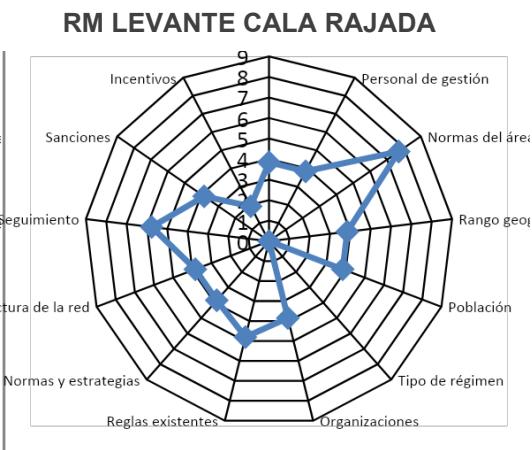 RM LEVANTE CALA RAJADA
9
8
7
6
5
4
3
2
1
0
Personal de gestión
Normas del área
Rango geog
Población
Tipo de régimen
Organizaciones
Reglas existentes
Normas y estrategias
ctura de la red
Seguimiento
Sanciones
Incentivos